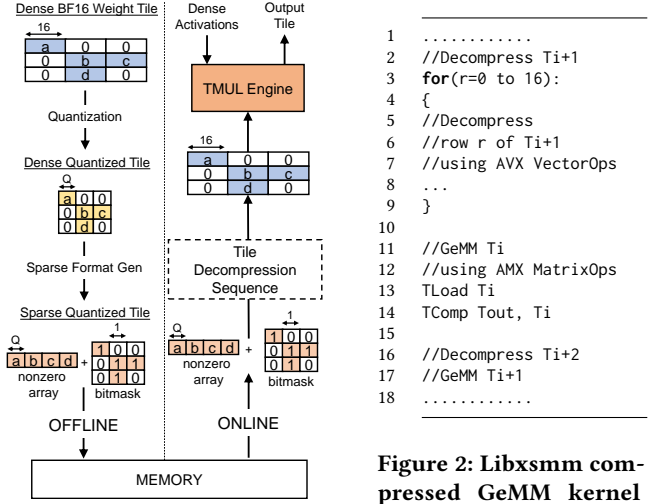 Dense BF16 Weight Tile
16
a 0 0
0 b c
0 d 0
Quantization
Dense Quantized Tile
Q
a 0 0
0 b c
0 d 0
Sparse Format Gen
Sparse Quantized Tile
Q
a b c d
+
1
1 0 0
0 1 1
0 1 0
nonzero
array
bitmask
OFFLINE
Dense
Activations
Output
Tile
TMUL Engine
16
a 0 0
0 b c
0 d 0
Tile
Decompression
Sequence
Q
a b c d
+
1
1 0 0
0 1 1
0 1 0
nonzero
array
bitmask
ONLINE
MEMORY
1 ............
2 //Decompress Ti+1
3 for(r=0 to 16):
4 {
5 //Decompress
6 //row r of Ti+1
7 //using AVX VectorOps
8 ...
9 }
10
11 //GeMM Ti
12 //using AMX MatrixOps
13 TLoad Ti
14 TComp Tout, Ti
15
16 //Decompress Ti+2
17 //GeMM Ti+1
18 ............
Figure 2: Libxsmm com-
pressed GeMM kernel